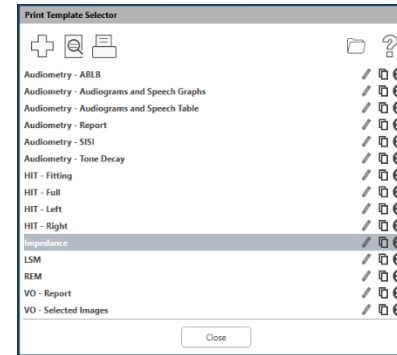 Print Template Selector
Audiometry - ABLB
Audiometry - Audiograms and Speech Graphs
Audiometry - Audiograms and Speech Table
Audiometry - Report
Audiometry - SISI
Audiometry - Tone Decay
HIT - Fitting
HIT - Full
HIT - Left
HIT - Right
Impedance
LSM
REM
VO - Report
VO - Selected Images
Close